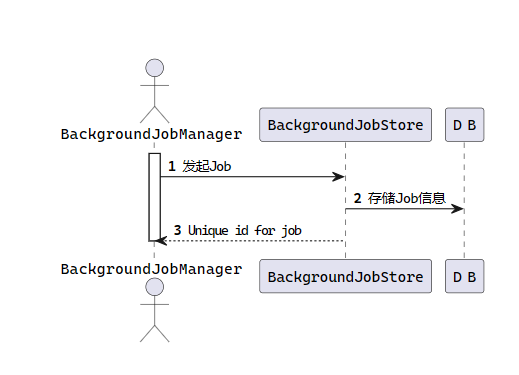 BackgroundJobManager
BackgroundJobStore
D B
1 发起Job
2 存储Job信息
3 Unique id for job
BackgroundJobManager
BackgroundJobStore
D B